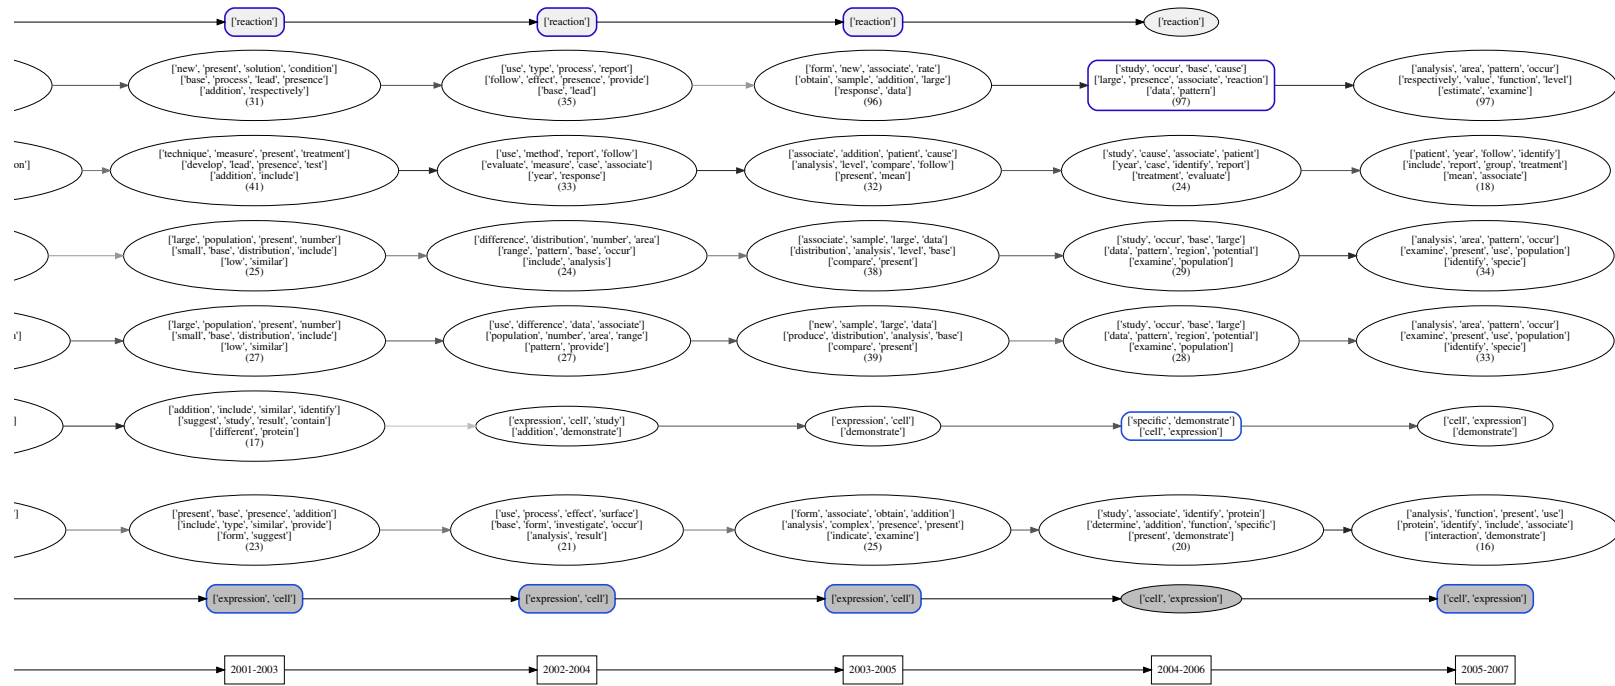 ['reaction']
['reaction']
['reaction']
['reaction']
['new', 'present', 'solution', 'condition']
['base', 'process', 'lead', 'presence']
['addition', 'respectively']
(31)
['use', 'type', 'process', 'report']
['follow', 'effect', 'presence', 'provide']
['base', 'lead']
(35)
['form', 'new', 'associate', 'rate']
['obtain', 'sample', 'addition', 'large']
['response', 'data']
(96)
['study', 'occur', 'base', 'cause']
['large', 'presence', 'associate', 'reaction']
['data', 'pattern']
(97)
['analysis', 'area', 'pattern', 'occur']
['respectively', 'value', 'function', 'level']
['estimate', 'examine']
(97)
on']
['technique', 'measure', 'present', 'treatment']
['develop', 'lead', 'presence', 'test']
['addition', 'include']
(41)
['use', 'method', 'report', 'follow']
['evaluate', 'measure', 'case', 'associate']
['year', 'response']
(33)
['associate', 'addition', 'patient', 'cause']
['analysis', 'level', 'compare', 'follow']
['present', 'mean']
(32)
['study', 'cause', 'associate', 'patient']
['year', 'case', 'identify', 'report']
['treatment', 'evaluate']
(24)
['patient', 'year', 'follow', 'identify']
['include', 'report', 'group', 'treatment']
['mean', 'associate']
(18)
['large', 'population', 'present', 'number']
['small', 'base', 'distribution', 'include']
['low', 'similar']
(25)
['difference', 'distribution', 'number', 'area']
['range', 'pattern', 'base', 'occur']
['include', 'analysis']
(24)
['associate', 'sample', 'large', 'data']
['distribution', 'analysis', 'level', 'base']
['compare', 'present']
(38)
['study', 'occur', 'base', 'large']
['data', 'pattern', 'region', 'potential']
['examine', 'population']
(29)
['analysis', 'area', 'pattern', 'occur']
['examine', 'present', 'use', 'population']
['identify', 'specie']
(34)
']
['large', 'population', 'present', 'number']
['small', 'base', 'distribution', 'include']
['low', 'similar']
(27)
['use', 'difference', 'data', 'associate']
['population', 'number', 'area', 'range']
['pattern', 'provide']
(27)
['new', 'sample', 'large', 'data']
['produce', 'distribution', 'analysis', 'base']
['compare', 'present']
(39)
['study', 'occur', 'base', 'large']
['data', 'pattern', 'region', 'potential']
['examine', 'population']
(28)
['analysis', 'area', 'pattern', 'occur']
['examine', 'present', 'use', 'population']
['identify', 'specie']
(33)
]
['addition', 'include', 'similar', 'identify']
['suggest', 'study', 'result', 'contain']
['different', 'protein']
(17)
['expression', 'cell', 'study']
['addition', 'demonstrate']
['expression', 'cell']
['demonstrate']
['specific', 'demonstrate']
['cell', 'expression']
['cell', 'expression']
['demonstrate']
']
['present', 'base', 'presence', 'addition']
['include', 'type', 'similar', 'provide']
['form', 'suggest']
(23)
['use', 'process', 'effect', 'surface']
['base', 'form', 'investigate', 'occur']
['analysis', 'result']
(21)
['form', 'associate', 'obtain', 'addition']
['analysis', 'complex', 'presence', 'present']
['indicate', 'examine']
(25)
['study', 'associate', 'identify', 'protein']
['determine', 'addition', 'function', 'specific']
['present', 'demonstrate']
(20)
['analysis', 'function', 'present', 'use']
['protein', 'identify', 'include', 'associate']
['interaction', 'demonstrate']
(16)
['expression', 'cell']
['expression', 'cell']
['expression', 'cell']
['cell', 'expression']
['cell', 'expression']
2001-2003
2002-2004
2003-2005
2004-2006
2005-2007